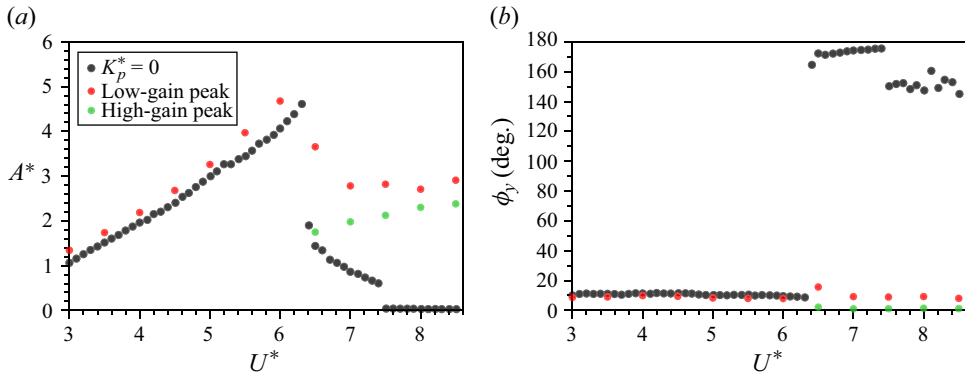 (a)
(b)
6
5
4
3
2
1
0
A*
K*p = 0
Low-gain peak
High-gain peak
3 4 5 6 7 8
U*
180
160
140
120
100
80
60
40
20
0
ϕy (deg.)
3 4 5 6 7 8
U*